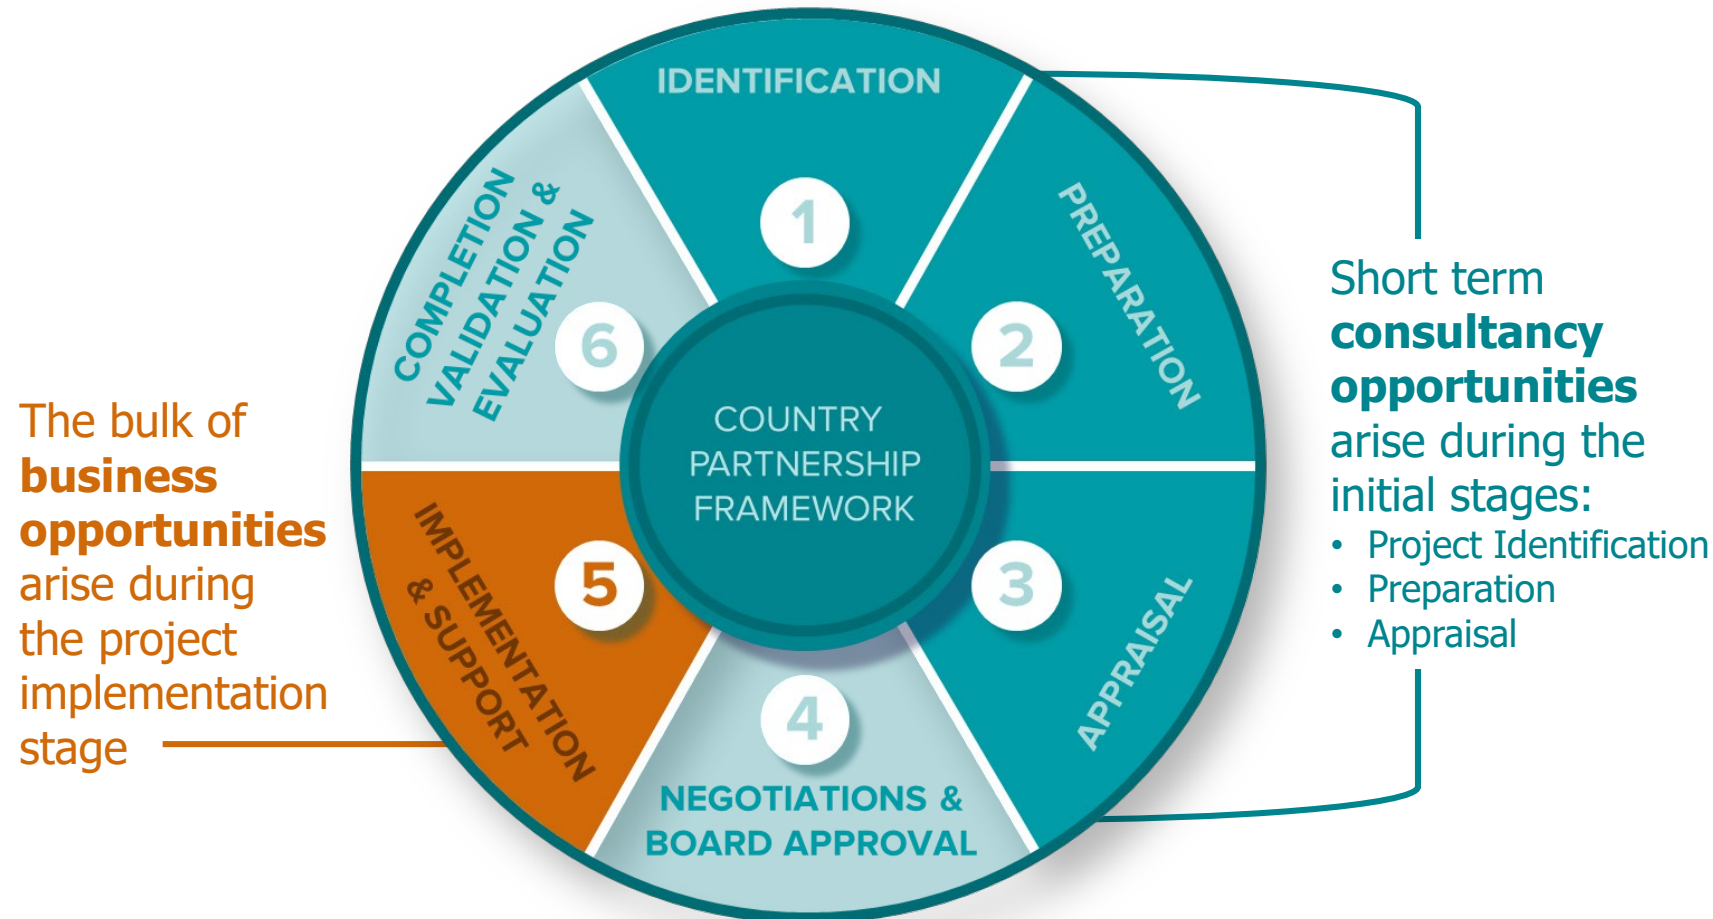 IDENTIFICATION
1
PREPARATION
2
APPRAISAL
3
NEGOTIATIONS &
BOARD APPROVAL
4
IMPLEMENTATION
& SUPPORT
5
COMPLETION
VALIDATION &
EVALUATION
6
COUNTRY
PARTNERSHIP
FRAMEWORK
The bulk of
business
opportunities
arise during
the project
implementation
stage
Short term
consultancy
opportunities
arise during the
initial stages:
• Project Identification
• Preparation
• Appraisal